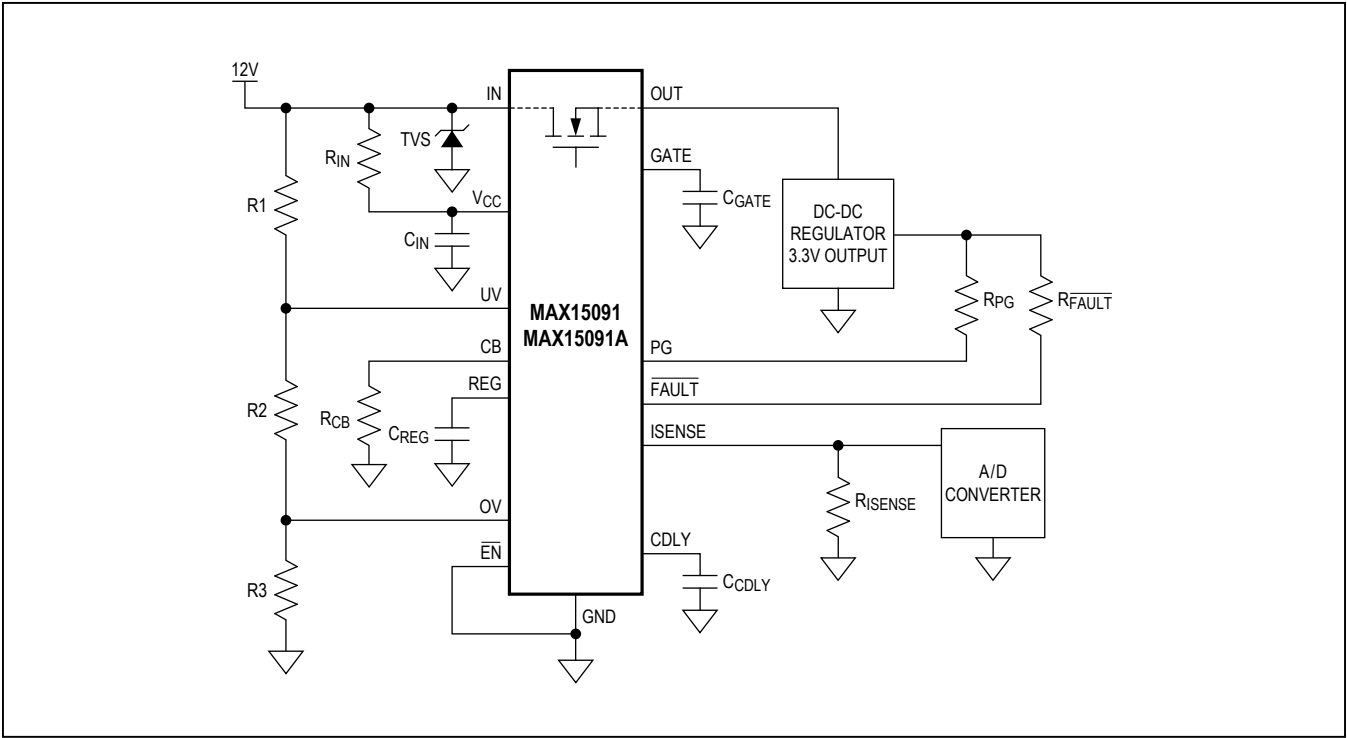 12V
IN
OUT
TVS
RIN
GATE
CGATE
VCC
R1
CIN
DC-DC
REGULATOR
3.3V OUTPUT
UV
MAX15091
MAX15091A
RPG
RFAULT
CB
PG
REG
FAULT
R2
RCB
CREG
ISENSE
A/D
CONVERTER
RISENSE
OV
CDLY
EN
CCDLY
R3
GND